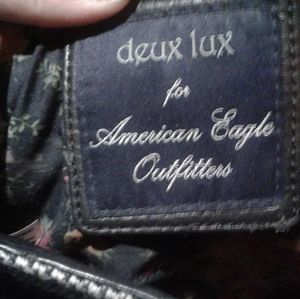 deux lux
for
American Eagle
Outfitters